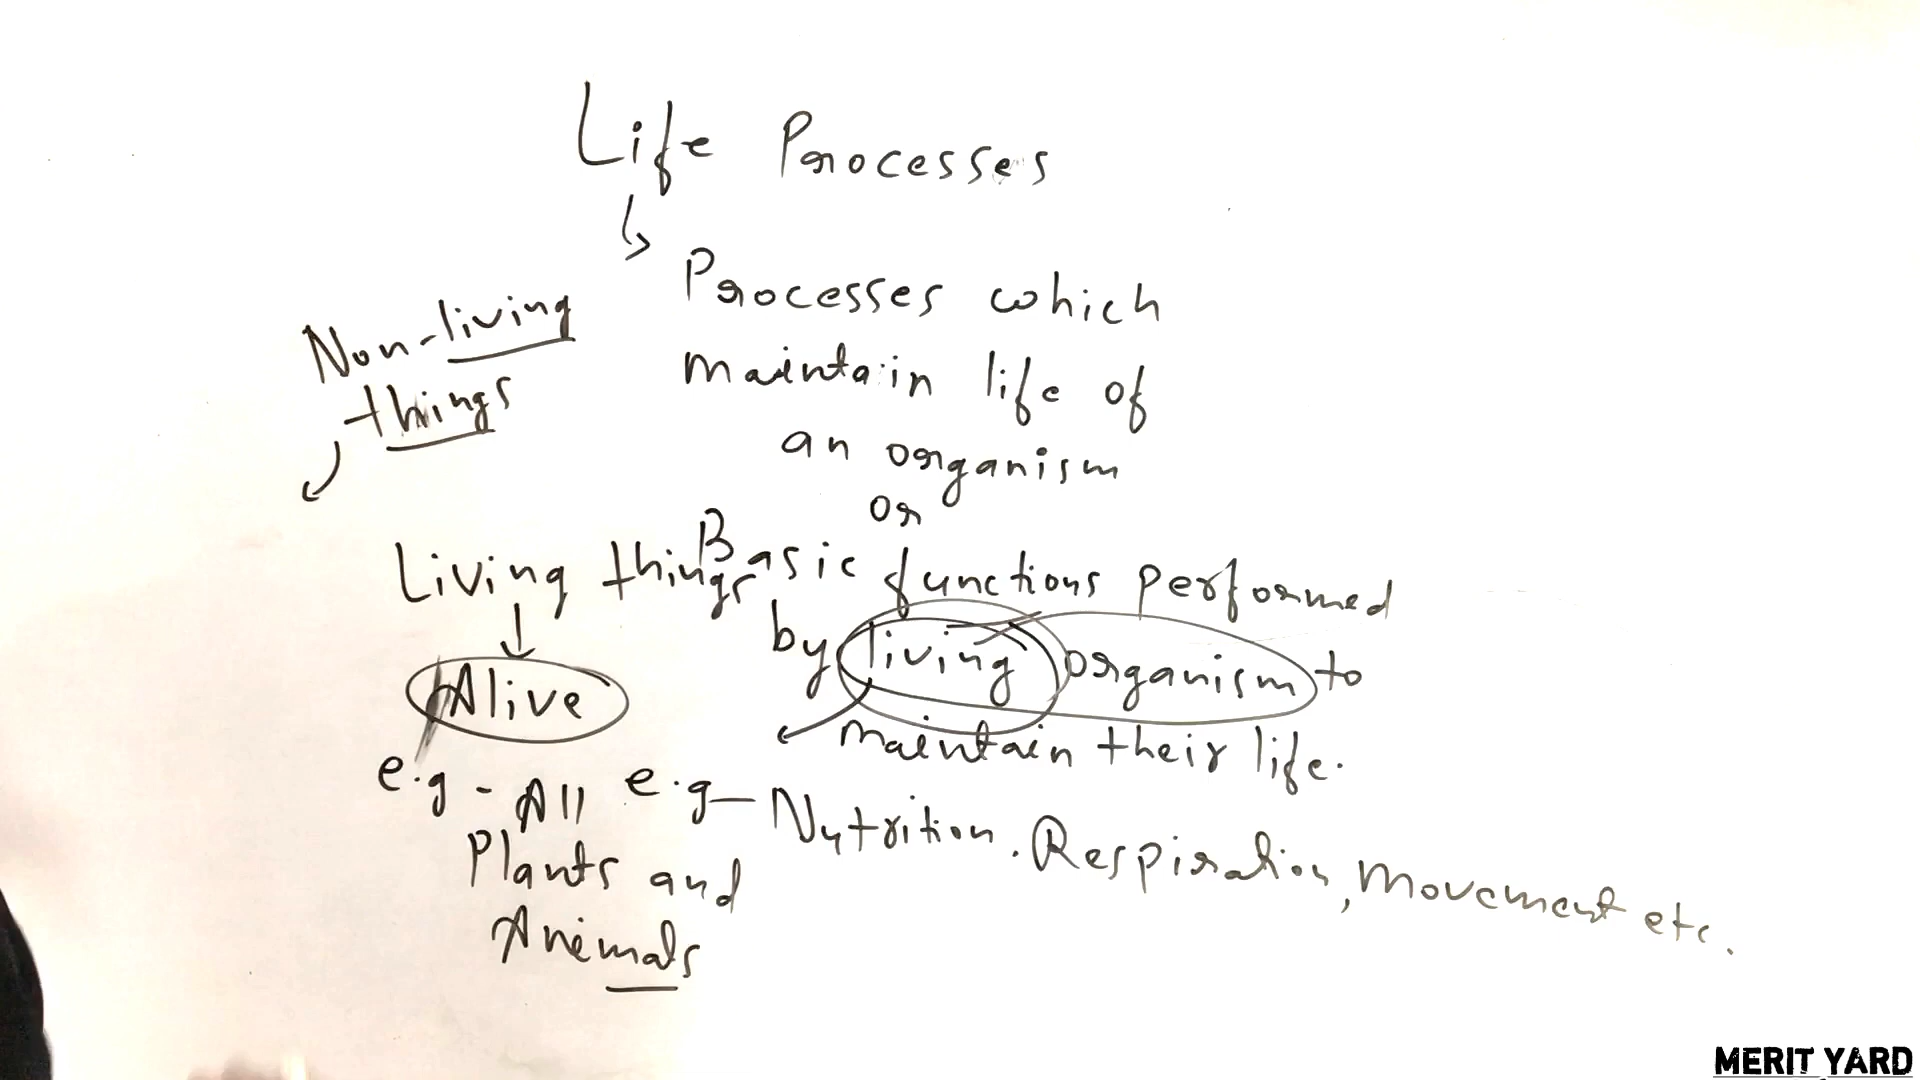 Life Processes
Processes which
maintain life of
an organism
or
Basic functions performed
by living organism to
maintain their life.
e.g- Nutrition. Respiration, Movement etc.
Non-living
things
Living things
Alive
e.g - All
Plants and
Animals
MERIT YARD